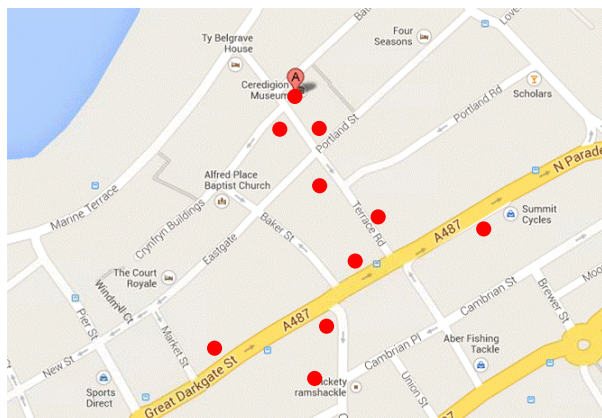 Four
Seasons
Ty Belgrave
House
A
Ceredigion
Museum
Scholars
Portland Rd
Portland St
N Parade
Alfred Place
Baptist Church
Terrace Rd
Summit
Cycles
A487
Marine Terrace
Crynfryn Buildings
Baker St
Eastgate
The Court
Royale
Windmill Ct
Cambrian St
Brewer St
Pier St
A487
Market St
New St
Great Darkgate St
Cambrian Pl
Aber Fishing
Tackle
Sports
Direct
ramshackle
Union St